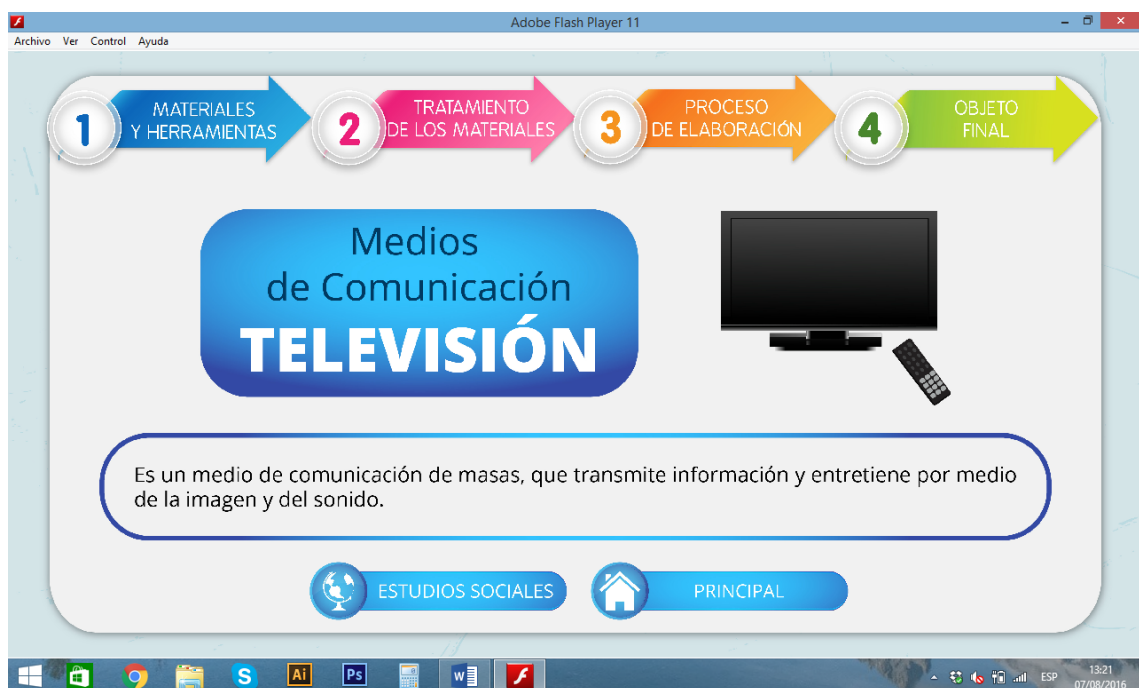 Adobe Flash Player 11
Archivo Ver Control Ayuda
1 MATERIALES
Y HERRAMIENTAS
2 TRATAMIENTO
DE LOS MATERIALES
3 PROCESO
DE ELABORACIÓN
4 OBJETO
FINAL
Medios
de Comunicación
TELEVISIÓN
Es un medio de comunicación de masas, que transmite información y entretiene por medio
de la imagen y del sonido.
ESTUDIOS SOCIALES
PRINCIPAL
S Ai Ps W
ESP 13:21
07/08/2016